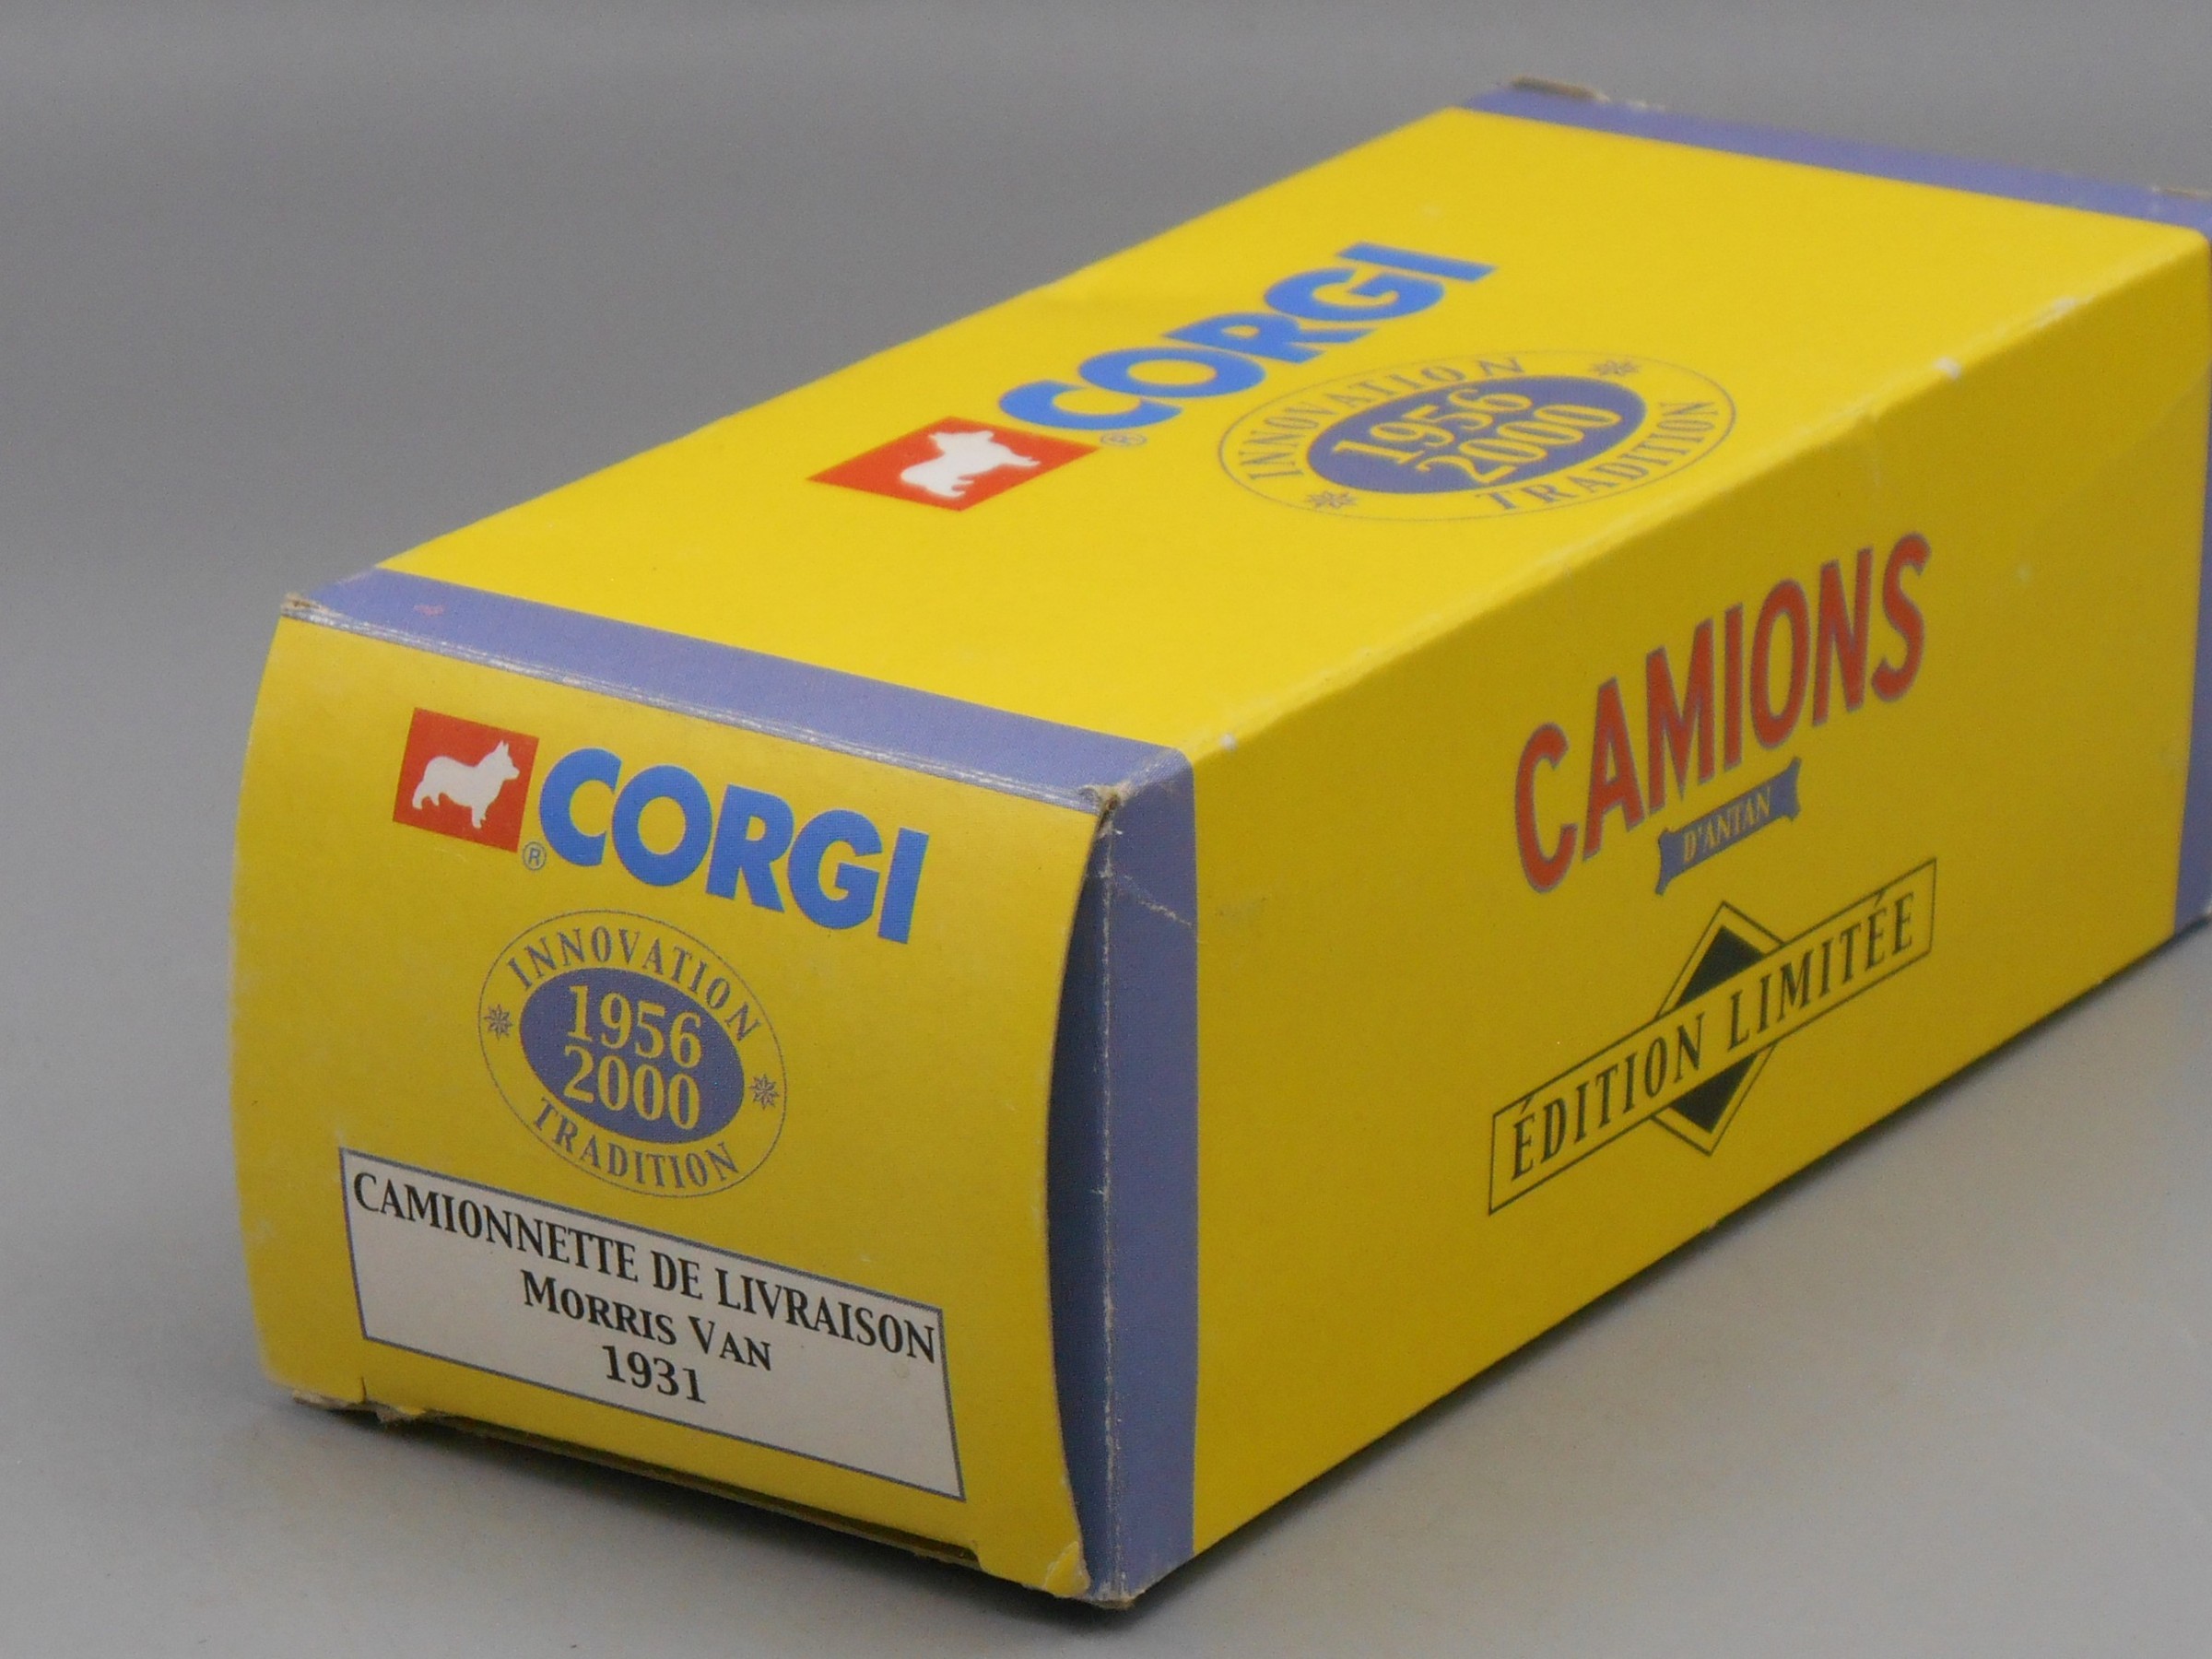 CORGI
®
INNOVATION
1956
2000
TRADITION
CAMIONS
D'ANTAN
ÉDITION LIMITÉE
CORGI
®
INNOVATION
1956
2000
TRADITION
CAMIONNETTE DE LIVRAISON
MORRIS VAN
1931